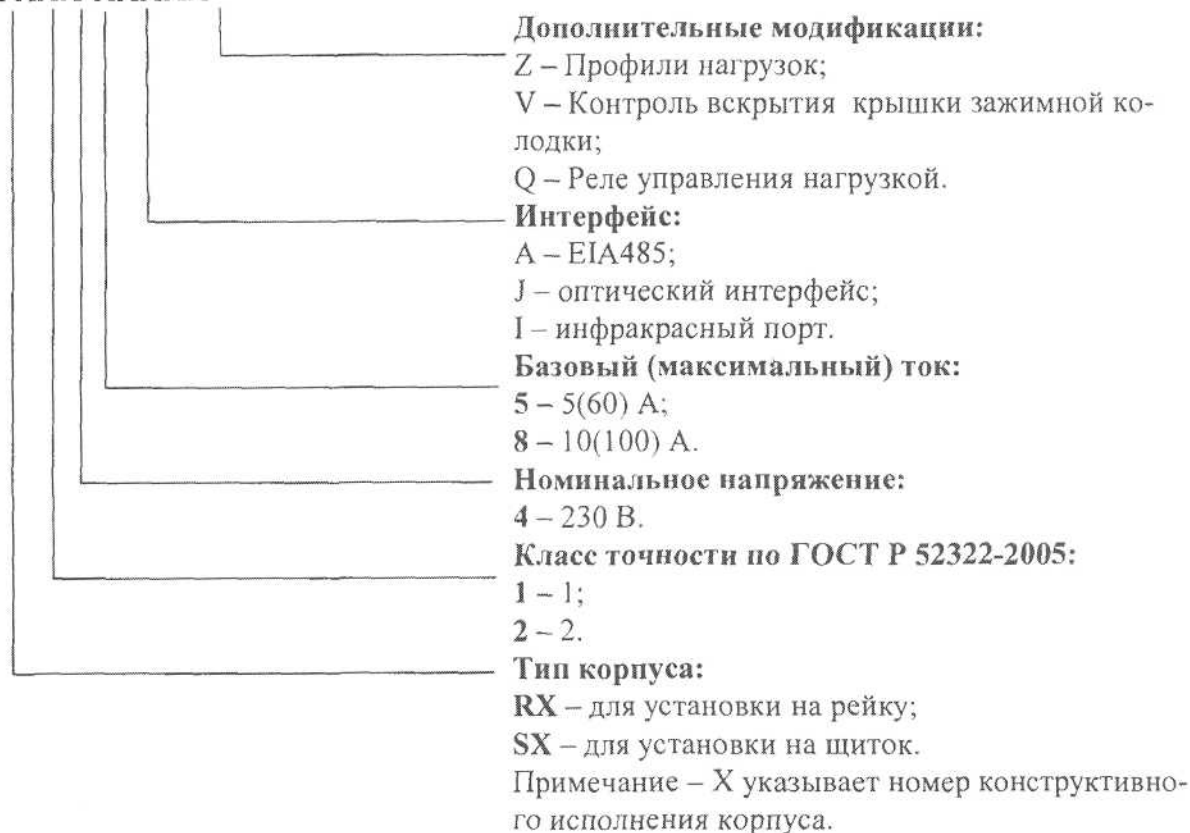 Дополнительные модификации:
Z – Профили нагрузок;
V – Контроль вскрытия крышки зажимной ко-
лодки;
Q – Реле управления нагрузкой.
Интерфейс:
A – EIA485;
J – оптический интерфейс;
I – инфракрасный порт.
Базовый (максимальный) ток:
5 – 5(60) А;
8 – 10(100) А.
Номинальное напряжение:
4 – 230 В.
Класс точности по ГОСТ Р 52322-2005:
1 – 1;
2 – 2.
Тип корпуса:
RX – для установки на рейку;
SX – для установки на щиток.
Примечание – X указывает номер конструктивно-
го исполнения корпуса.